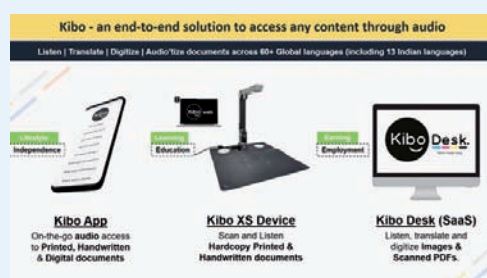 Kibo - an end-to-end solution to access any content through audio
Listen | Translate | Digitize | Audio'tize documents across 60+ Global languages (including 13 Indian languages)
Lifestyle
Independence
Learning
Education
Earning
Employment
Kibo
Kibo Desk.
Kibo App
On-the-go audio access
to Printed, Handwritten
& Digital documents
Kibo XS Device
Scan and Listen
Hardcopy Printed &
Handwritten documents
Kibo Desk (SaaS)
Listen, translate and
digitize Images &
Scanned PDFs.